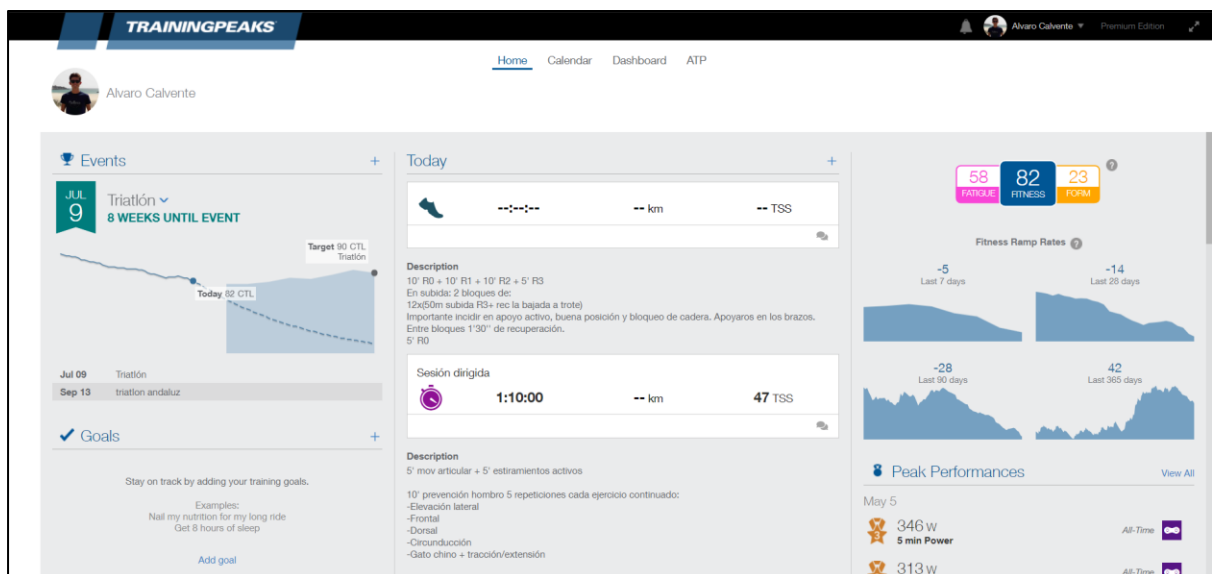 TRAININGPEAKS
Alvaro Calvente
Premium Edition
Home Calendar Dashboard ATP
Alvaro Calvente
Events +
JUL 9
Triatlón
8 WEEKS UNTIL EVENT
Target 90 CTL
Triatlón
Today 82 CTL
Jul 09 Triatlón
Sep 13 triatlon andaluz
Goals +
Stay on track by adding your training goals.
Examples:
Nail my nutrition for my long ride
Get 8 hours of sleep
Add goal
Today +
--:--:-- -- km -- TSS
Description
10' R0 + 10' R1 + 10' R2 + 5' R3
En subida: 2 bloques de:
12x(50m subida R3+ rec la bajada a trote)
Importante incidir en apoyo activo, buena posición y bloqueo de cadera. Apoyaros en los brazos.
Entre bloques 1'30'' de recuperación.
5' R0
Sesión dirigida
1:10:00 -- km 47 TSS
Description
5' mov articular + 5' estiramientos activos
10' prevención hombro 5 repeticiones cada ejercicio continuado:
-Elevación lateral
-Frontal
-Dorsal
-Circunducción
-Gato chino + tracción/extensión
58 82 23 ?
FATIGUE FITNESS FORM
Fitness Ramp Rates ?
-5 -14
Last 7 days Last 28 days
-28 42
Last 90 days Last 365 days
Peak Performances View All
May 5
3 346 W All-Time
5 min Power
313 W All-Time